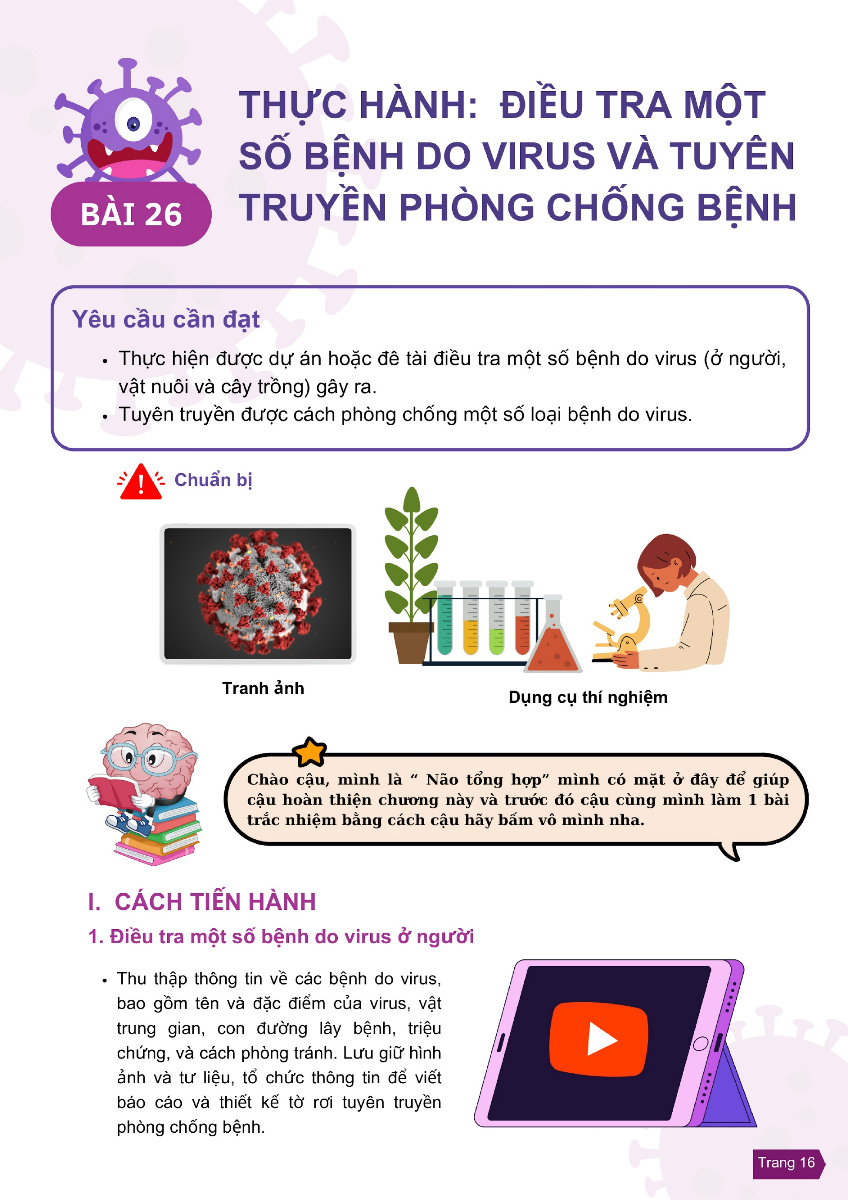 THỰC HÀNH: ĐIỀU TRA MỘT
SỐ BỆNH DO VIRUS VÀ TUYÊN
TRUYỀN PHÒNG CHỐNG BỆNH
BÀI 26
Yêu cầu cần đạt
• Thực hiện được dự án hoặc đê tài điều tra một số bệnh do virus (ở người,
vật nuôi và cây trồng) gây ra.
• Tuyên truyền được cách phòng chống một số loại bệnh do virus.
Chuẩn bị
Tranh ảnh
Dụng cụ thí nghiệm
Chào cậu, mình là “ Não tổng hợp” mình có mặt ở đây để giúp
cậu hoàn thiện chương này và trước đó cậu cùng mình làm 1 bài
trắc nhiệm bằng cách cậu hãy bấm vô mình nha.
I. CÁCH TIẾN HÀNH
1. Điều tra một số bệnh do virus ở người
• Thu thập thông tin về các bệnh do virus,
bao gồm tên và đặc điểm của virus, vật
trung gian, con đường lây bệnh, triệu
chứng, và cách phòng tránh. Lưu giữ hình
ảnh và tư liệu, tổ chức thông tin để viết
báo cáo và thiết kế tờ rơi tuyên truyền
phòng chống bệnh.
Trang 16